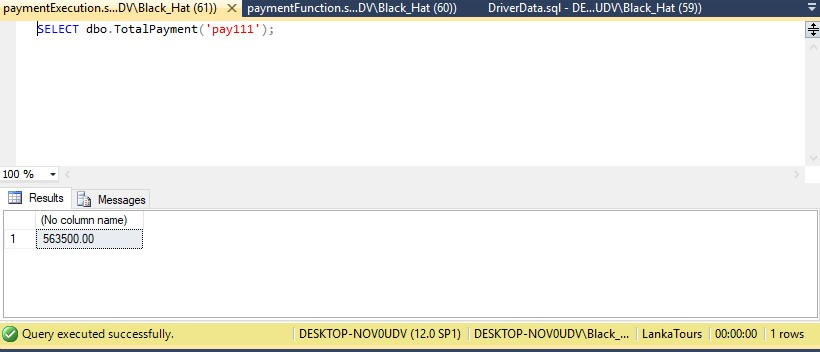 paymentExecution.s...DV\Black_Hat (61)) paymentFunction.s...DV\Black_Hat (60)) DriverData.sql - DE...UDV\Black_Hat (59))
SELECT dbo.TotalPayment('pay111');
100 %
Results Messages
(No column name)
1 563500.00
Query executed successfully. DESKTOP-NOV0UDV (12.0 SP1) DESKTOP-NOV0UDV\Black_... LankaTours 00:00:00 1 rows